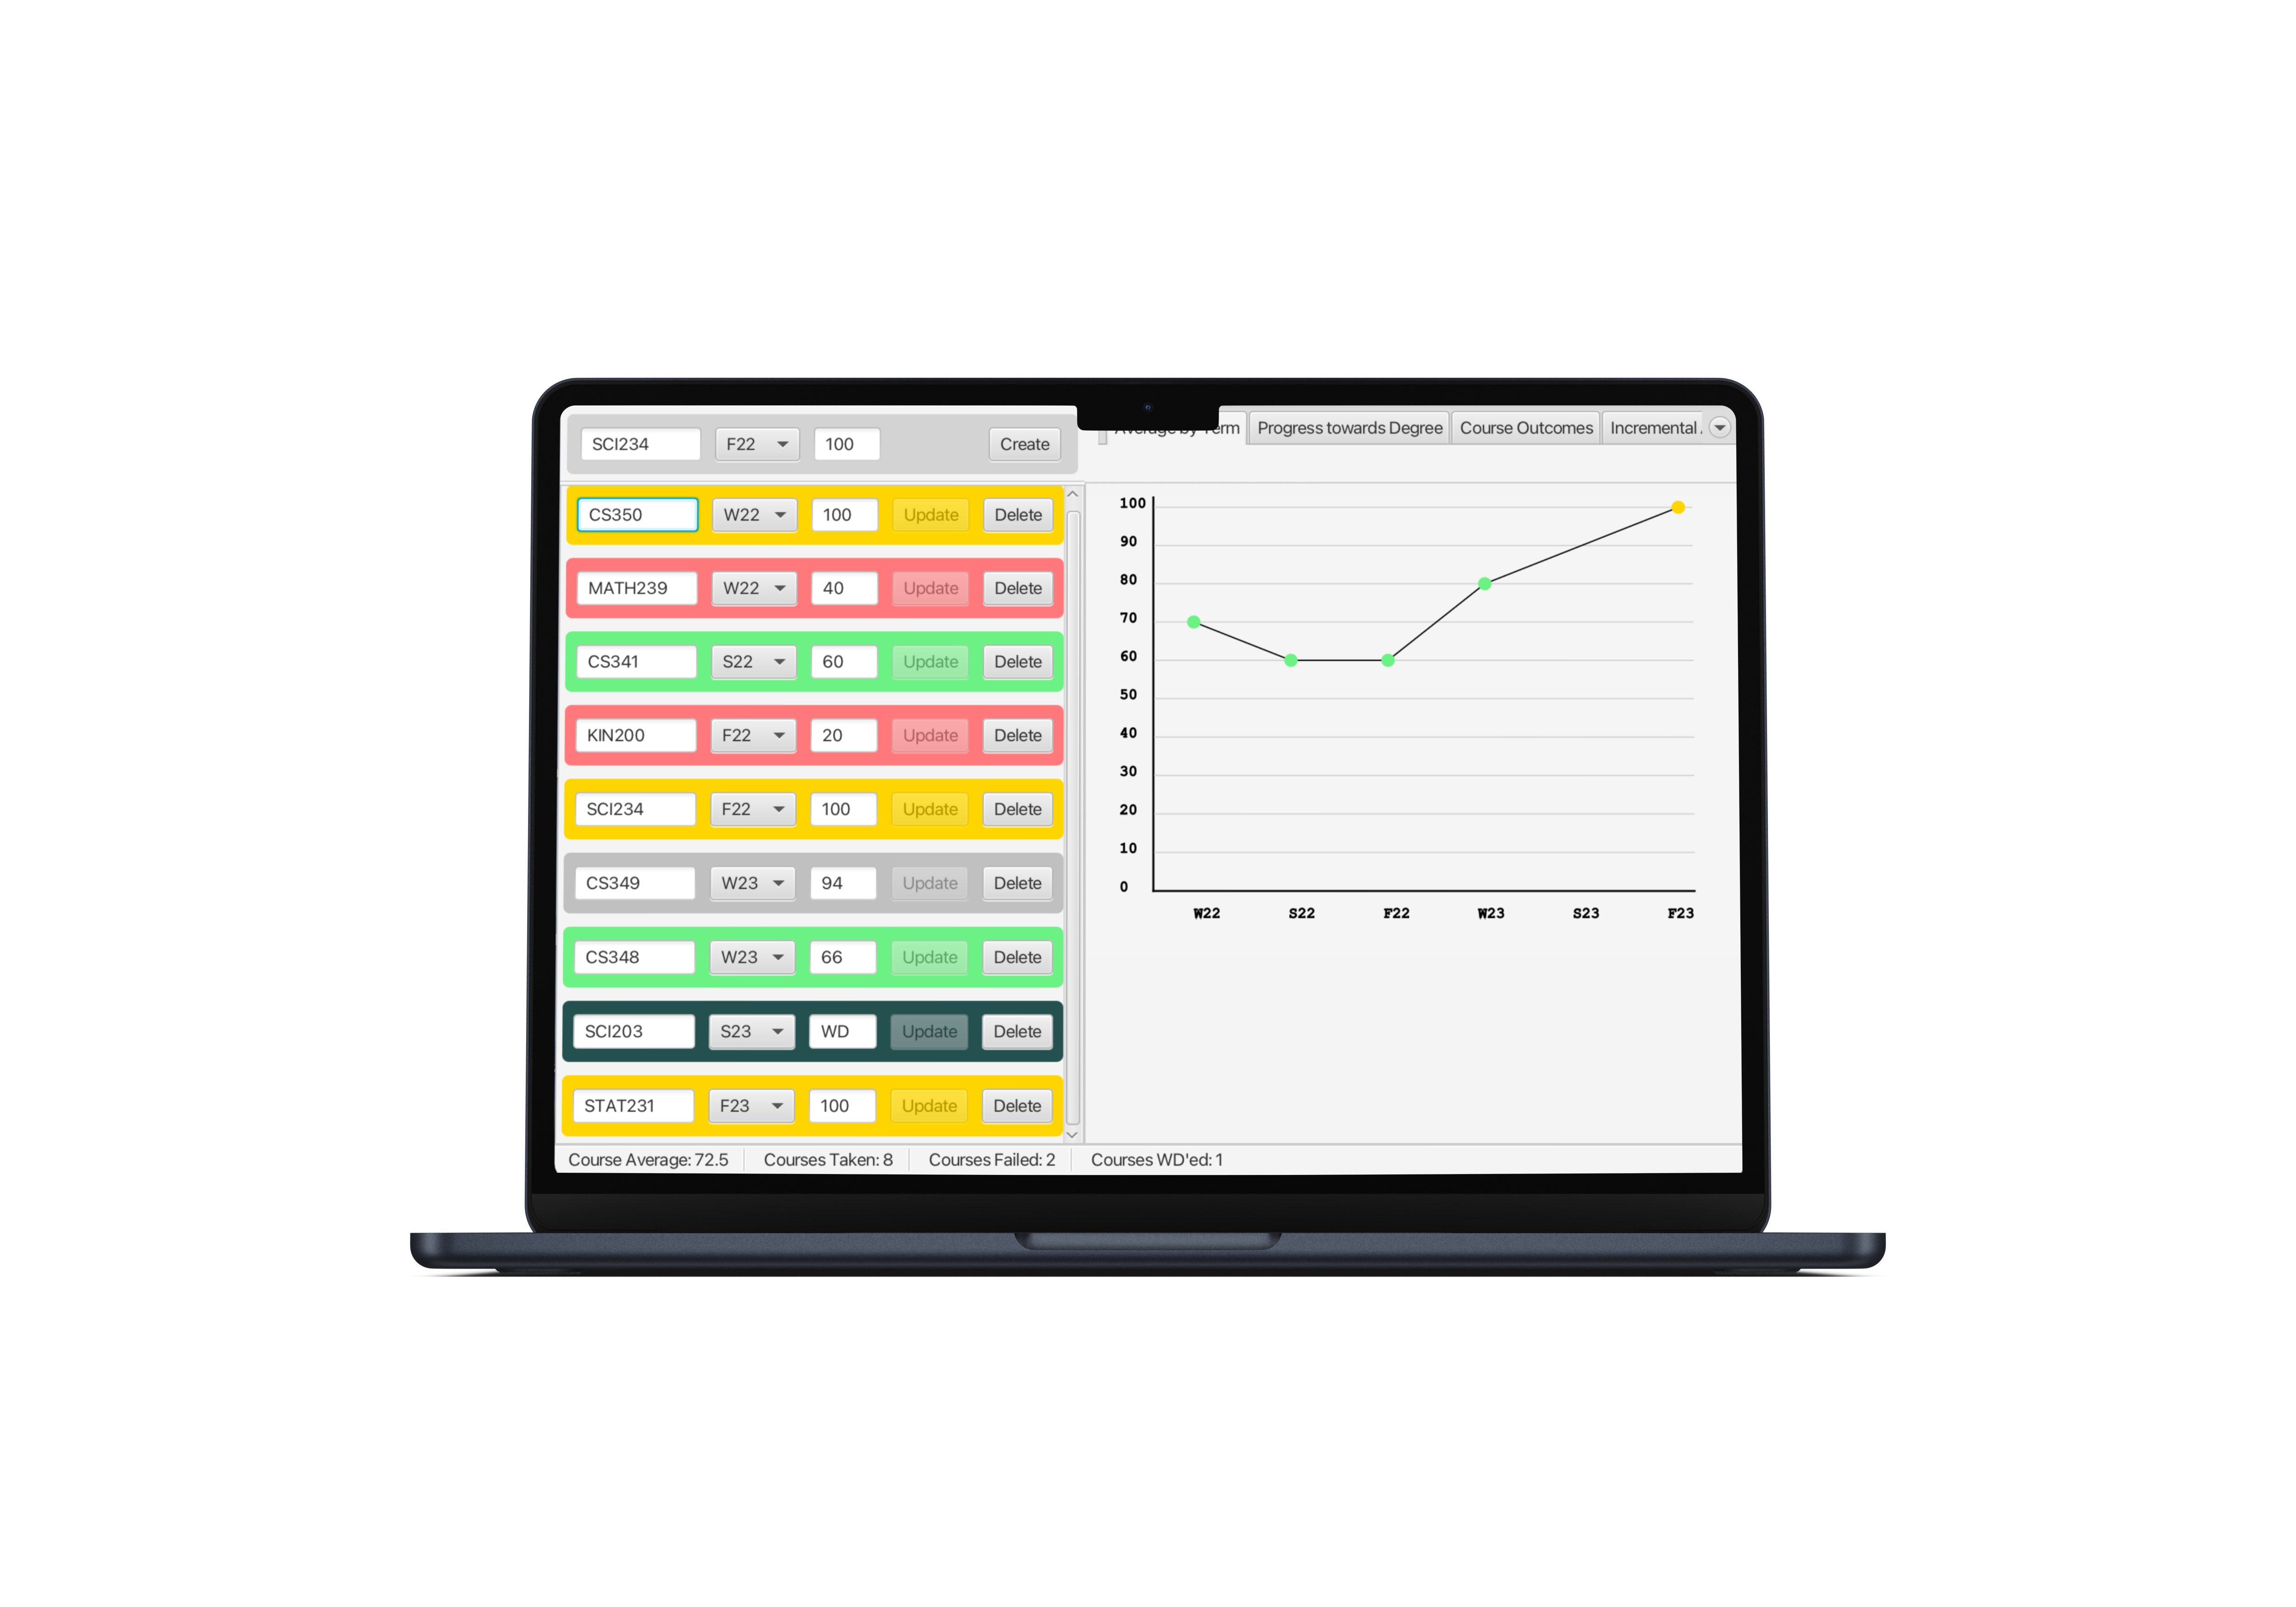 SCI234 F22 100 Create
CS350 W22 100 Update Delete
MATH239 W22 40 Update Delete
CS341 S22 60 Update Delete
KIN200 F22 20 Update Delete
SCI234 F22 100 Update Delete
CS349 W23 94 Update Delete
CS348 W23 66 Update Delete
SCI203 S23 WD Update Delete
STAT231 F23 100 Update Delete
Average by Term Progress towards Degree Course Outcomes Incremental
100
90
80
70
60
50
40
30
20
10
0
W22 S22 F22 W23 S23 F23
Course Average: 72.5 Courses Taken: 8 Courses Failed: 2 Courses WD'ed: 1